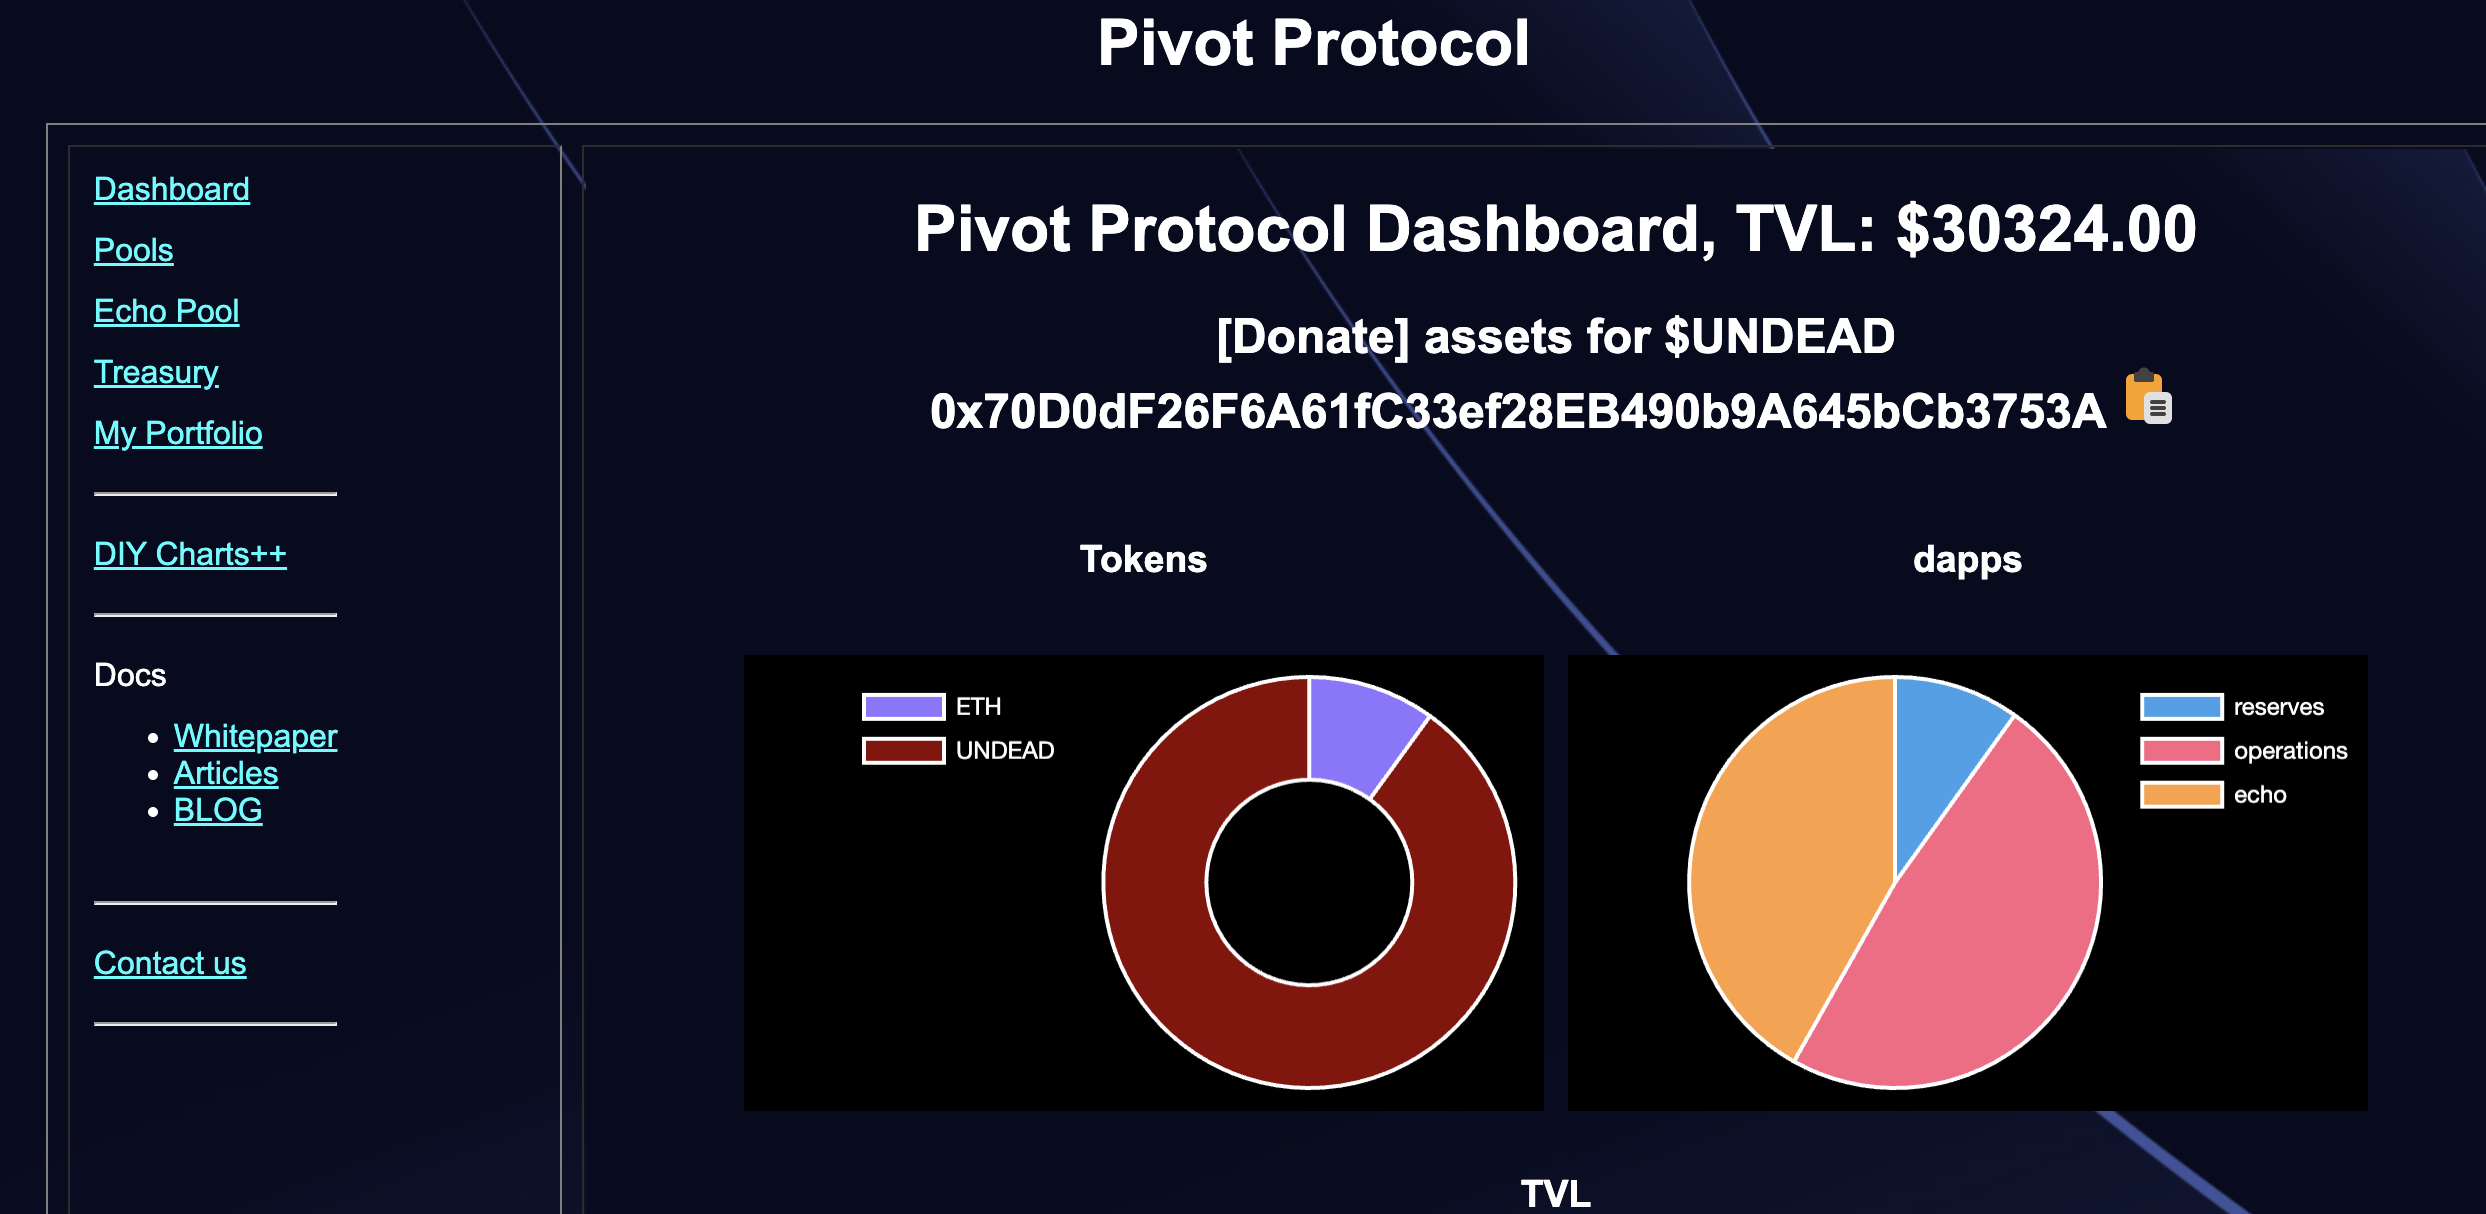 Pivot Protocol
Dashboard
Pools
Echo Pool
Treasury
My Portfolio
DIY Charts++
Docs
Whitepaper
Articles
BLOG
Contact us
Pivot Protocol Dashboard, TVL: $30324.00
[Donate] assets for $UNDEAD
0x70D0dF26F6A61fC33ef28EB490b9A645bCb3753A
Tokens
ETH
UNDEAD
dapps
reserves
operations
echo
TVL